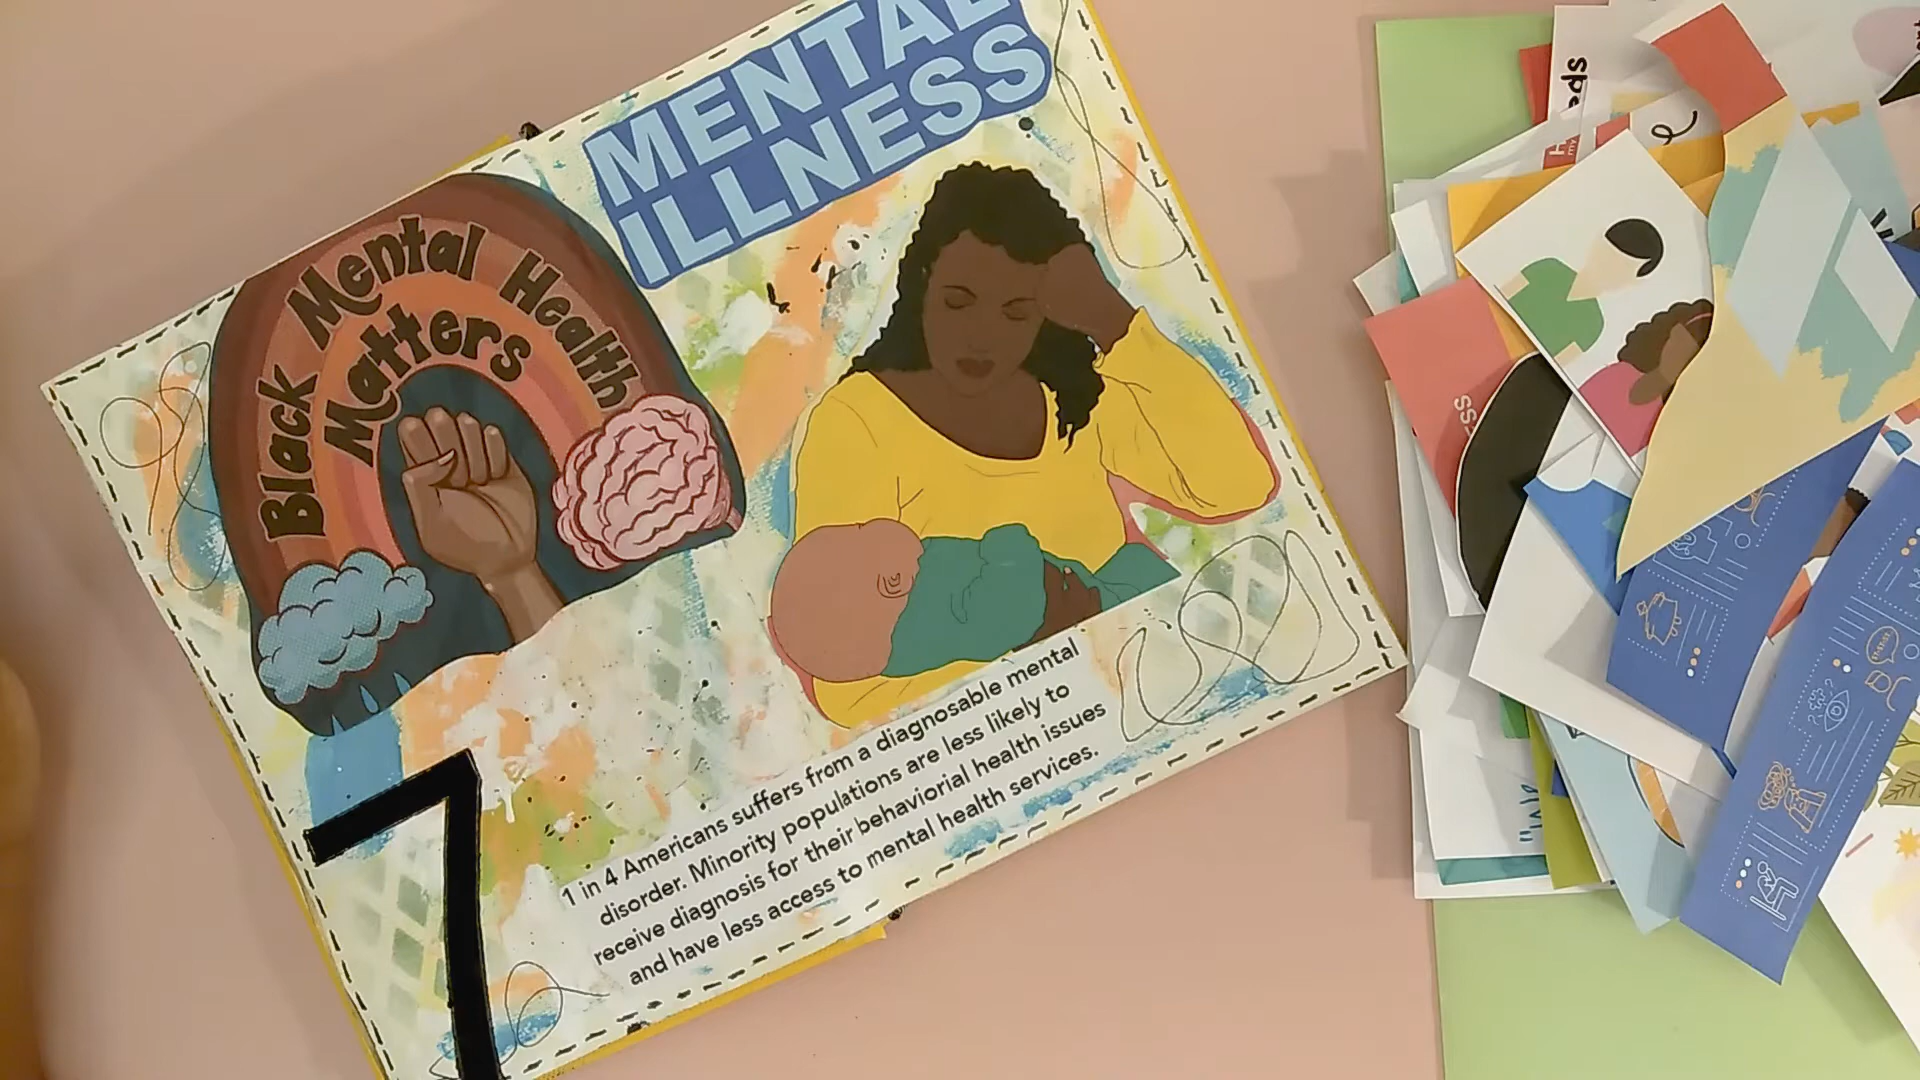 MENTAL
ILLNESS
Black Mental Health
Matters
7
1 in 4 Americans suffers from a diagnosable mental
disorder. Minority populations are less likely to
receive diagnosis for their behaviorial health issues
and have less access to mental health services.